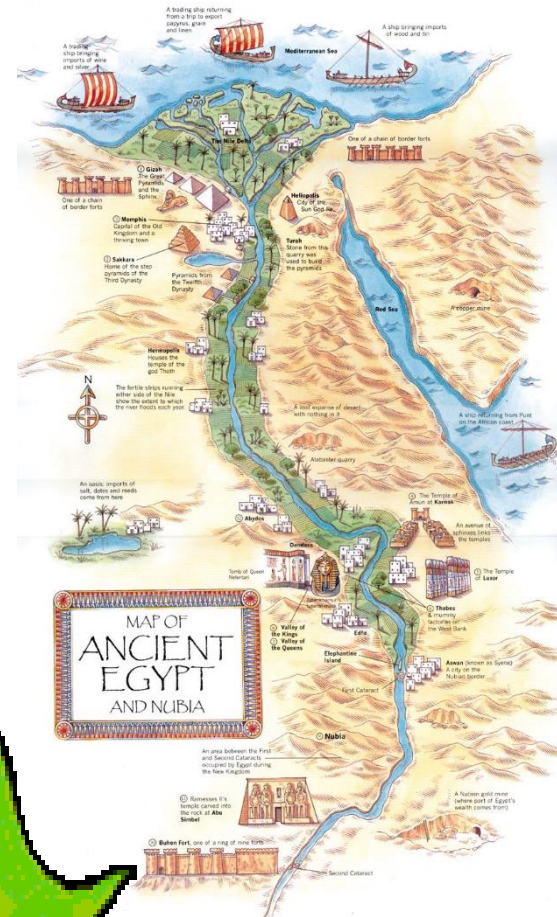 A trading ship returning
from a trip to export
papyrus, grain
and linen
A ship bringing imports
of wood and tin
A trading
ship bringing
imports of wine
and silver
Mediterranean Sea
The Nile Delta
One of a chain of border forts
Gizah
The Great
Pyramids
and the
Sphinx
One of a chain
of border forts
Heliopolis
City of the
Sun God Re
Memphis
Capital of the Old
Kingdom and a
thriving town
Turah
Stone from this
quarry was
used to build
the pyramids
Sakkara
Home of the step
pyramids of the
Third Dynasty
Pyramids from
the Twelfth
Dynasty
Red Sea
A copper mine
Hermopolis
Houses the
temple of the
god Thoth
N
The fertile strips running
either side of the Nile
show the extent to which
the river floods each year.
A lost expanse of desert
with nothing in it
A ship returning from Punt
on the African coast
Alabaster quarry
An oasis: imports of
salt, dates and reeds
come from here
The Temple of
Amun at Karnak
Abydos
An avenue of
sphinxes links
the temples
Dendera
Tomb of Queen
Nefertari
The Temple
of Luxor
Valley of
the Kings
Valley of
the Queens
Thebes
& mummy
factories on
the West Bank
Edfu
MAP OF
ANCIENT
EGYPT
AND NUBIA
Elephantine
Island
Aswan (known as Syene)
A city on the
Nubian border
First Cataract
Nubia
An area between the First
and Second Cataracts
occupied by Egypt during
the New Kingdom
Ramesses II's
temple carved into
the rock at Abu
Simbel
A Nubian gold mine
(where part of Egypt's
wealth comes from)
Buhen Fort, one of a ring of nine forts
Second Cataract